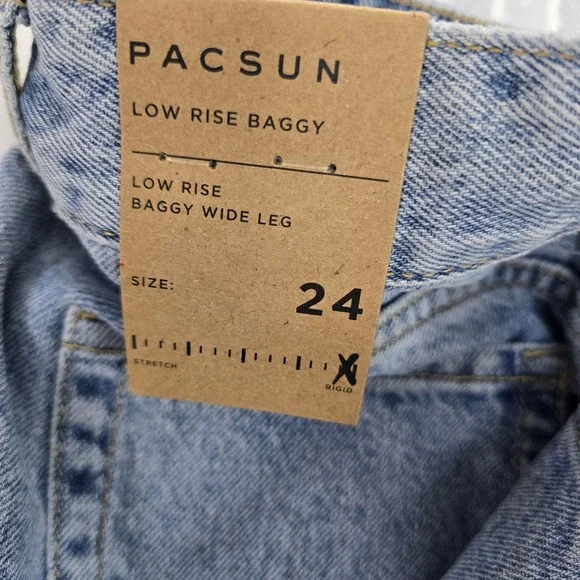 PACSUN
LOW RISE BAGGY
LOW RISE
BAGGY WIDE LEG
SIZE: 24
STRETCH RIGID